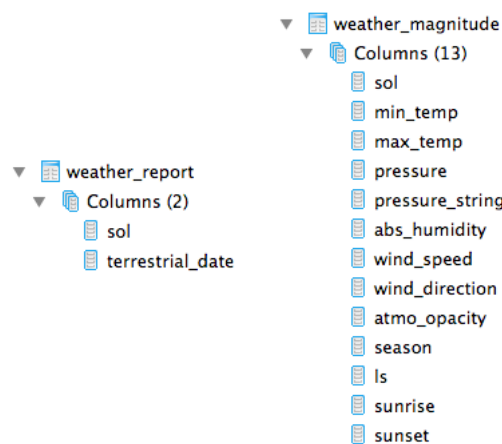 weather_report
Columns (2)
sol
terrestrial_date
weather_magnitude
Columns (13)
sol
min_temp
max_temp
pressure
pressure_string
abs_humidity
wind_speed
wind_direction
atmo_opacity
season
ls
sunrise
sunset